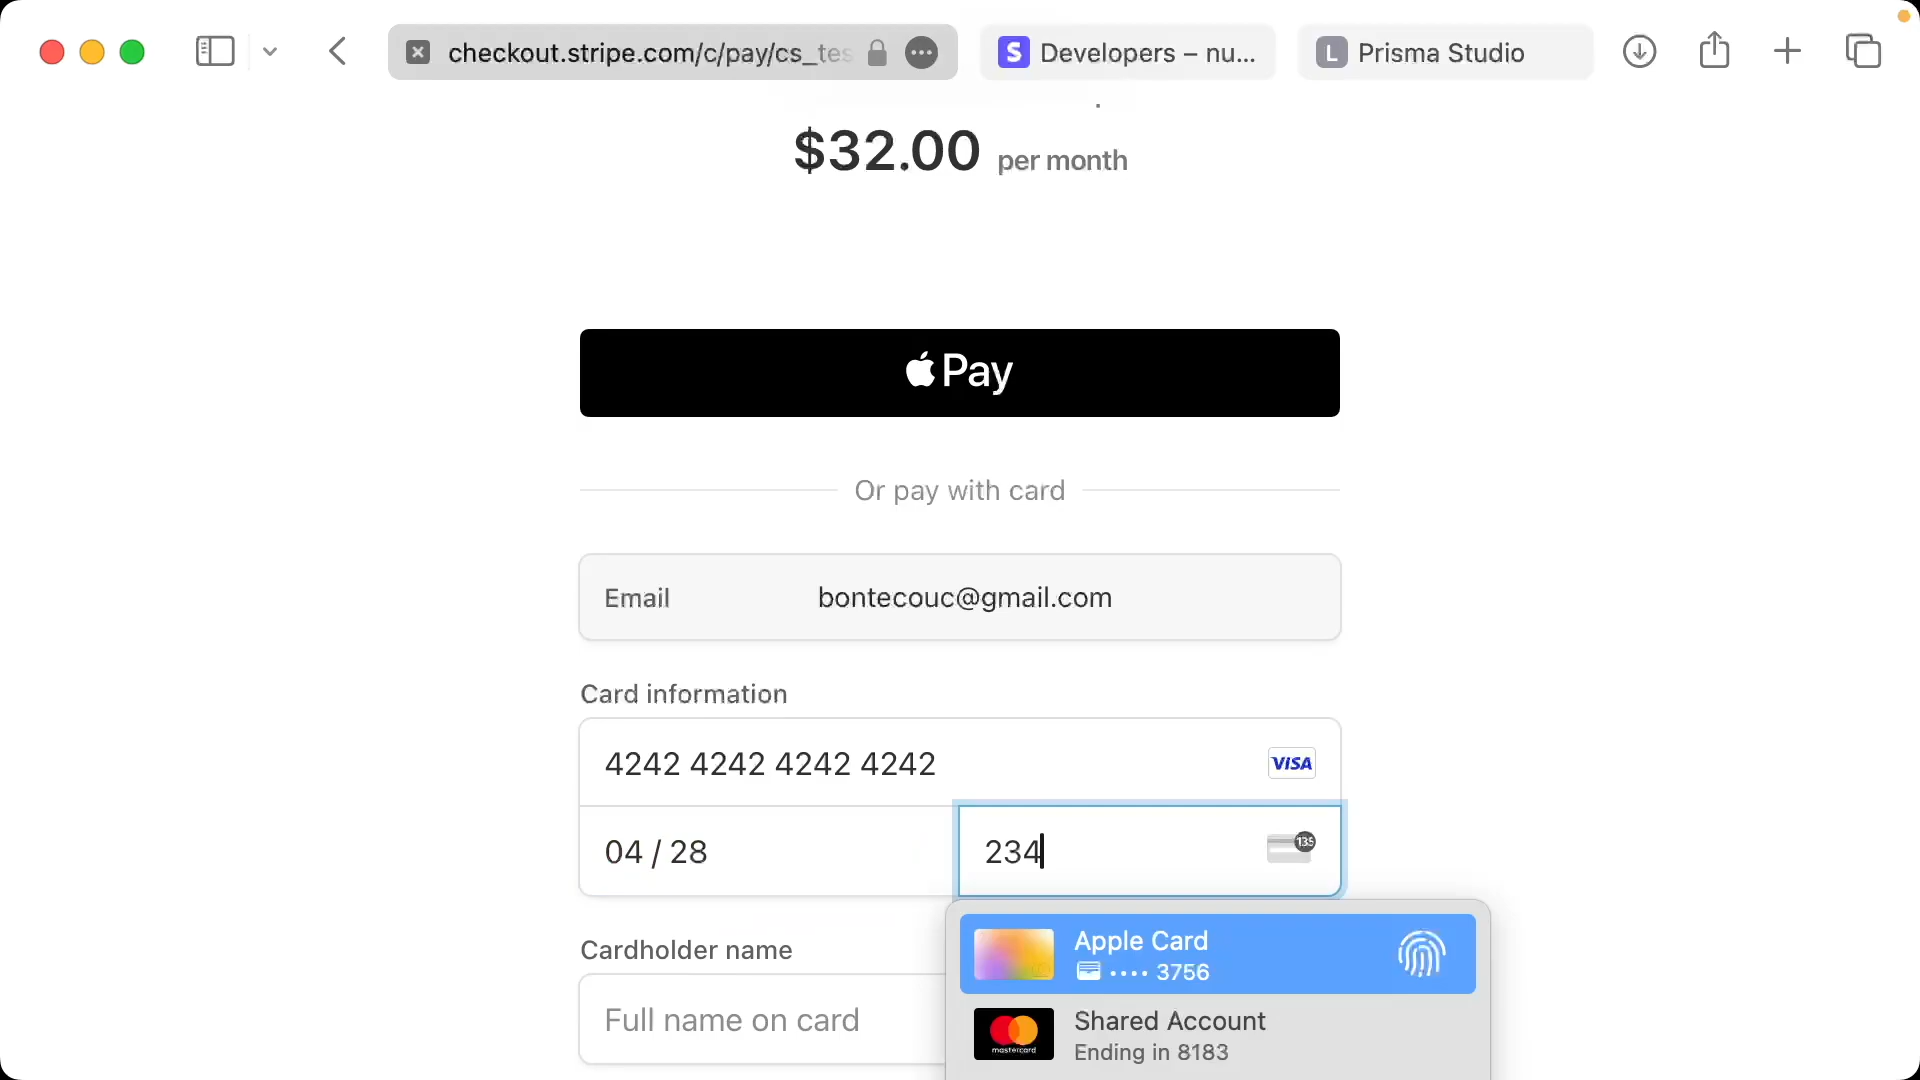 checkout.stripe.com/c/pay/cs_tes
S Developers – nu...
L Prisma Studio
$32.00 per month
Pay
Or pay with card
Email bontecouc@gmail.com
Card information
4242 4242 4242 4242 VISA
04 / 28 234 135
Cardholder name
Full name on card
Apple Card
•••• 3756
mastercard
Shared Account
Ending in 8183